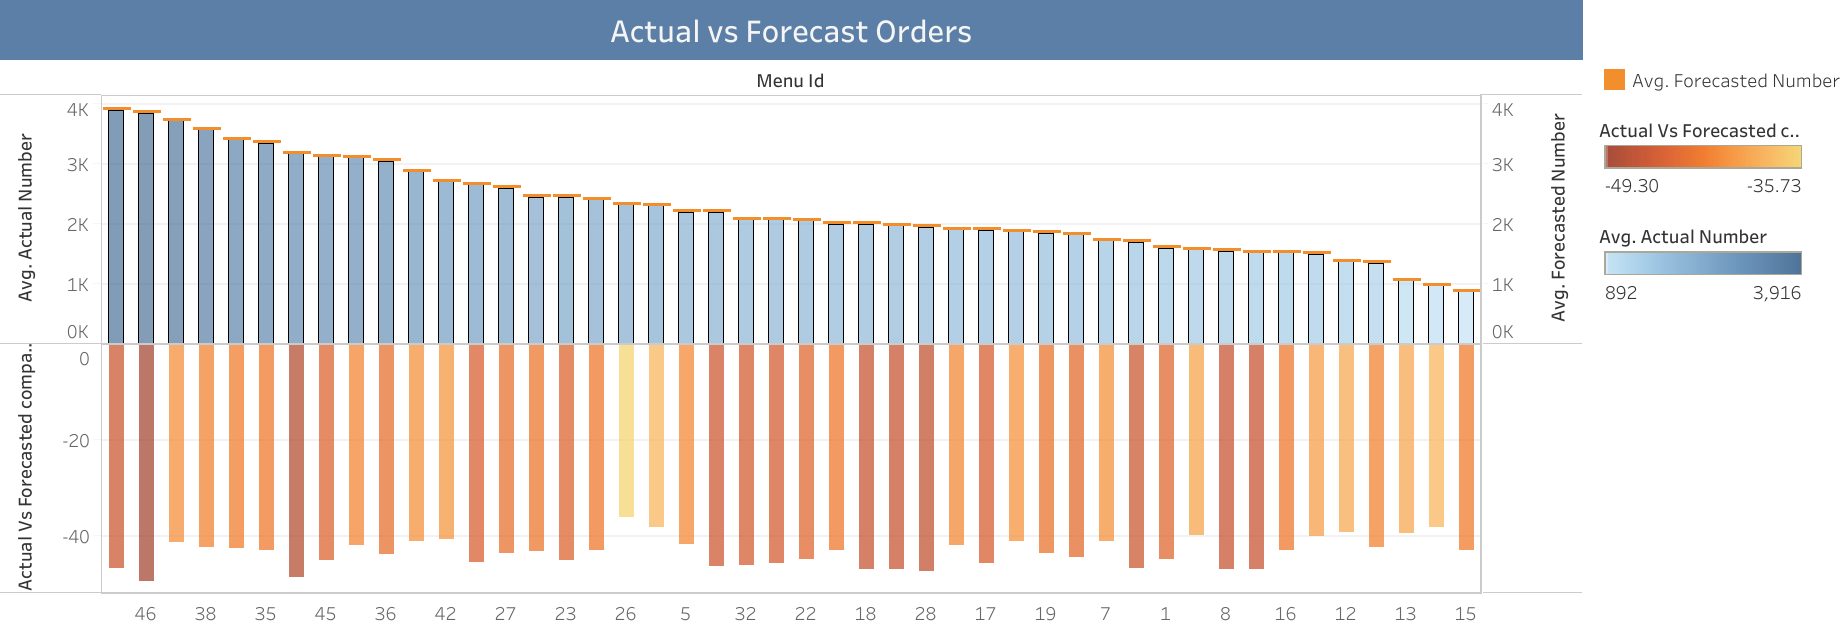 Actual vs Forecast Orders
Menu Id
Avg. Actual Number
4K
3K
2K
1K
0K
4K
3K
2K
1K
0K
Avg. Forecasted Number
Actual Vs Forecasted compa..
0
-20
-40
46 38 35 45 36 42 27 23 26 5 32 22 18 28 17 19 7 1 8 16 12 13 15
Avg. Forecasted Number
Actual Vs Forecasted c..
-49.30 -35.73
Avg. Actual Number
892 3,916